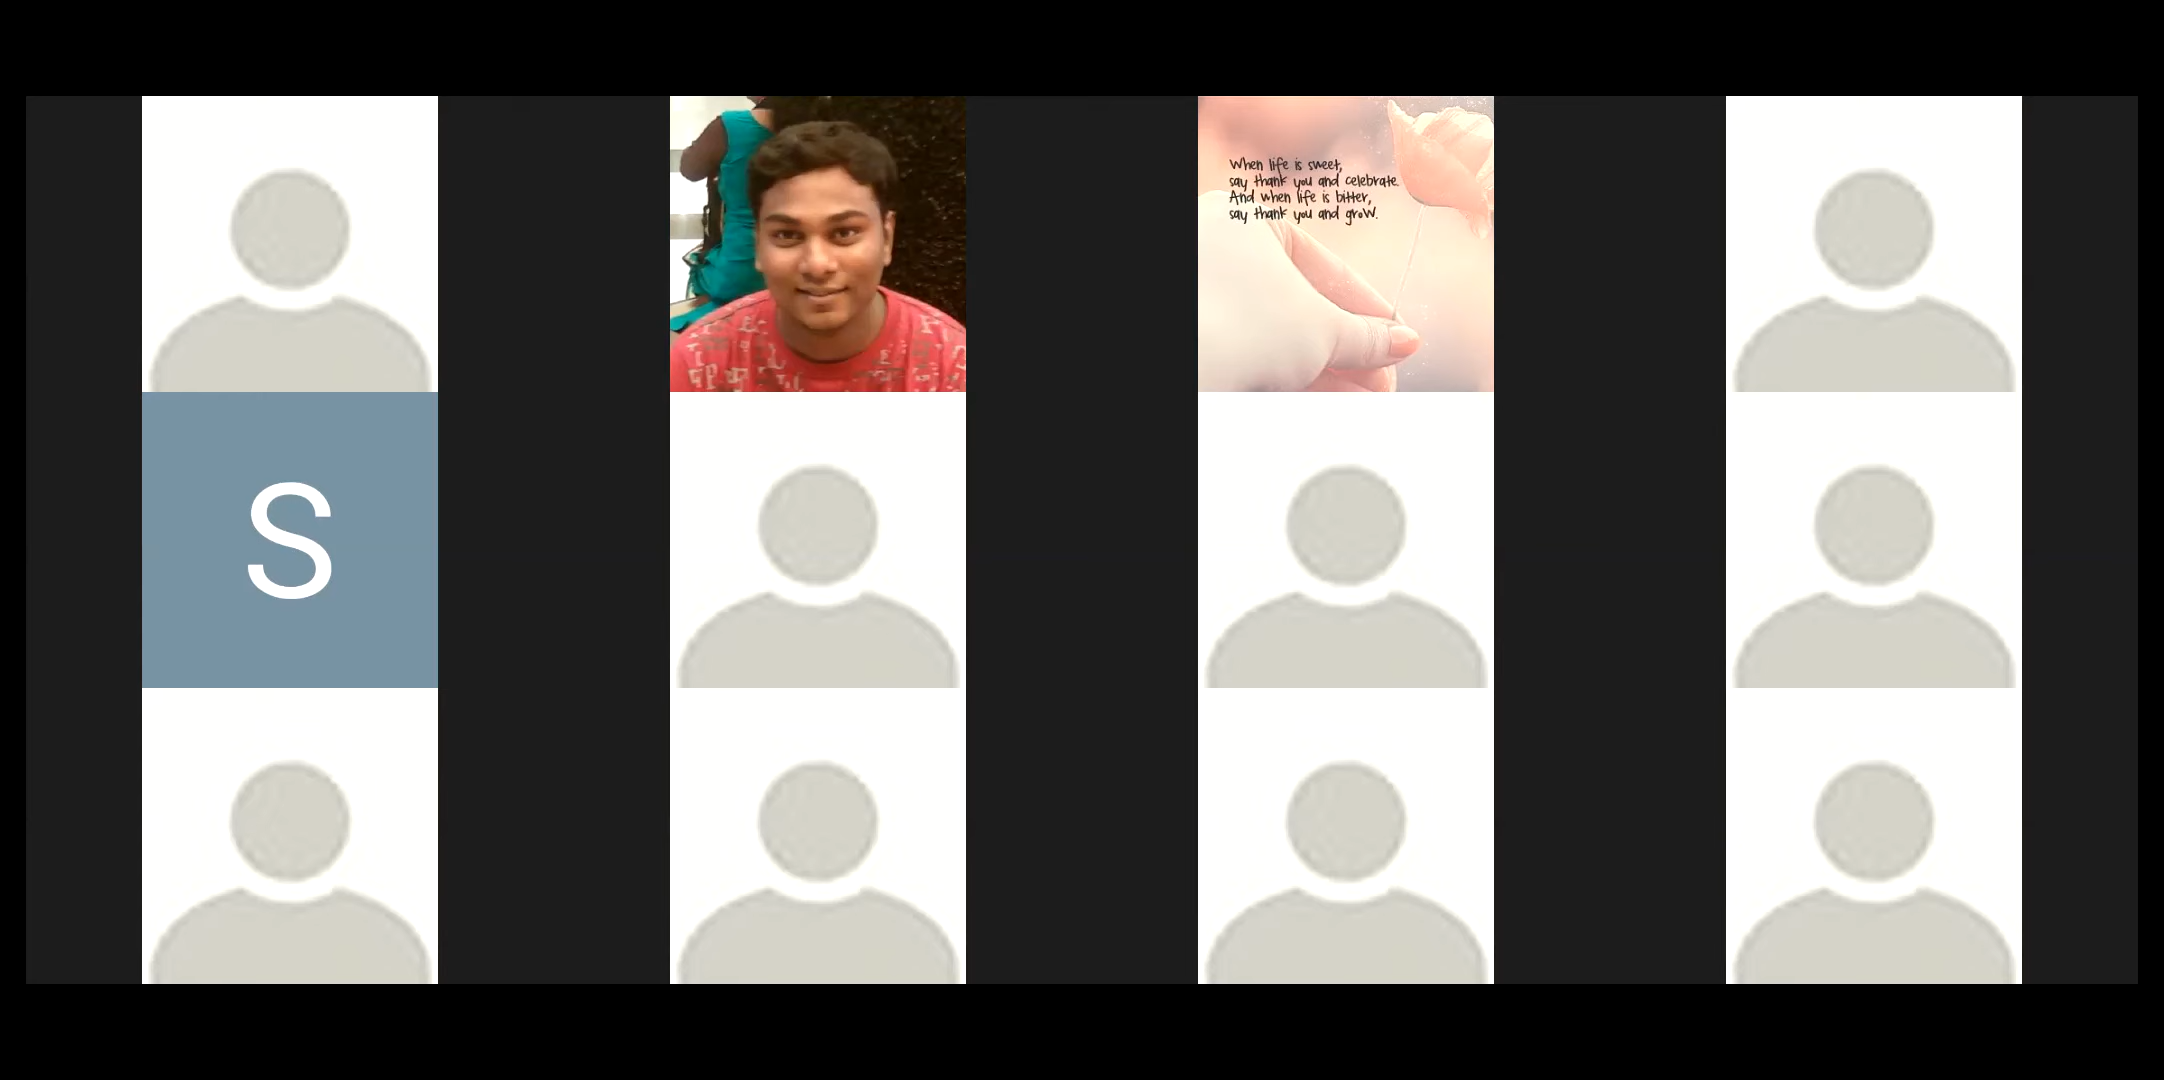 When life is sweet,
say thank you and celebrate.
And when life is bitter,
say thank you and grow.
S